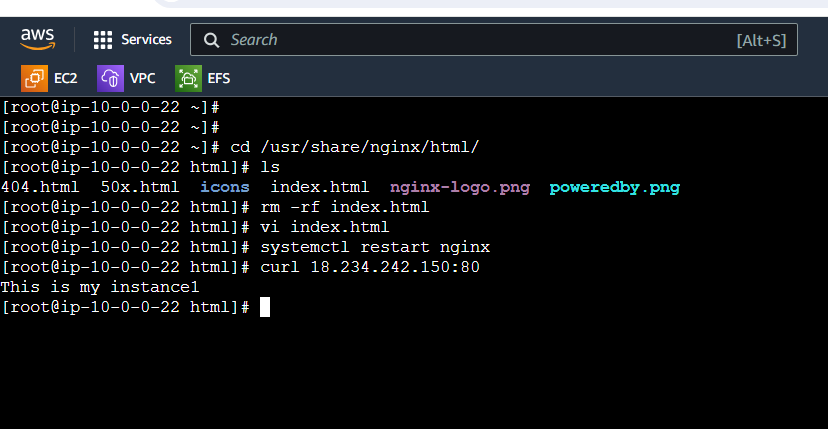 aws Services Search [Alt+S]
EC2 VPC EFS
[root@ip-10-0-0-22 ~]#
[root@ip-10-0-0-22 ~]#
[root@ip-10-0-0-22 ~]# cd /usr/share/nginx/html/
[root@ip-10-0-0-22 html]# ls
404.html 50x.html icons index.html nginx-logo.png poweredby.png
[root@ip-10-0-0-22 html]# rm -rf index.html
[root@ip-10-0-0-22 html]# vi index.html
[root@ip-10-0-0-22 html]# systemctl restart nginx
[root@ip-10-0-0-22 html]# curl 18.234.242.150:80
This is my instance1
[root@ip-10-0-0-22 html]#